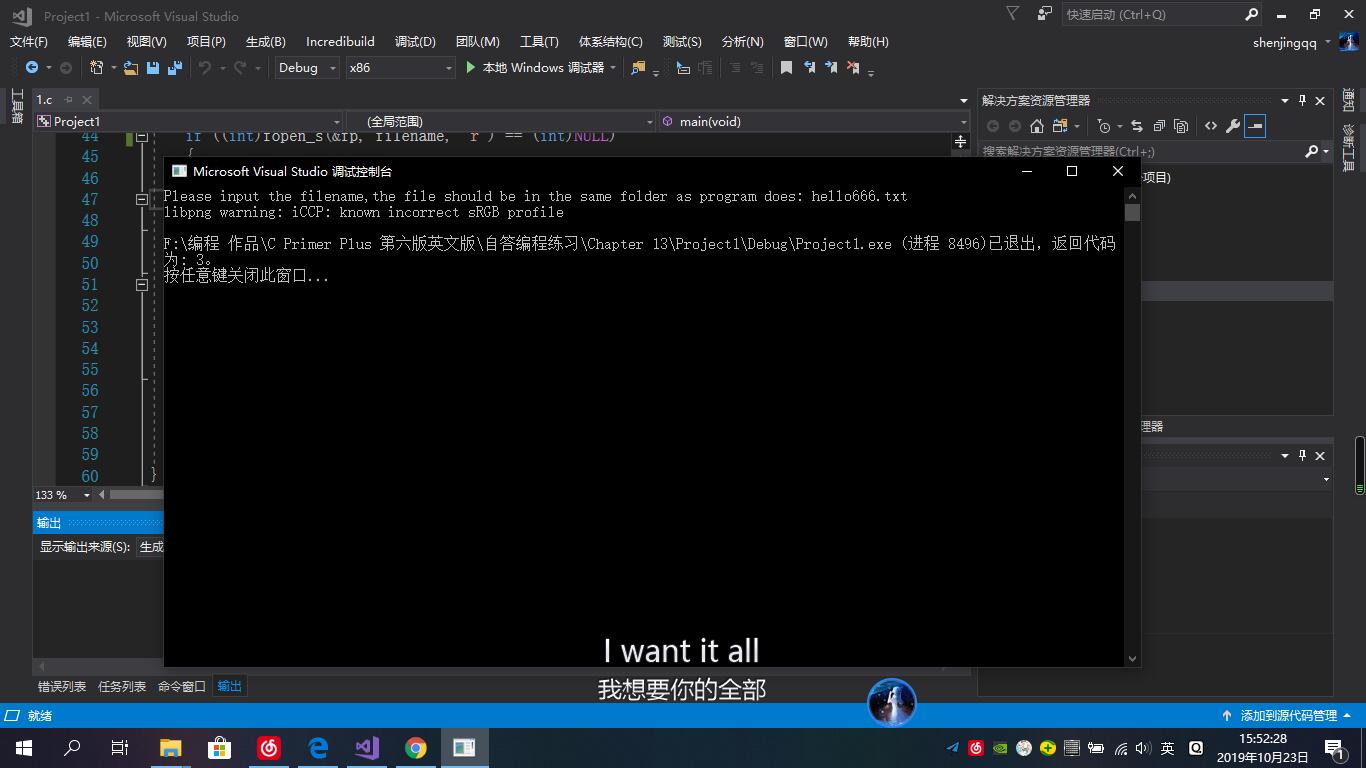 Project1 - Microsoft Visual Studio
快速启动 (Ctrl+Q)
文件(F) 编辑(E) 视图(V) 项目(P) 生成(B) Incredibuild 调试(D) 团队(M) 工具(T) 体系结构(C) 测试(S) 分析(N) 窗口(W) 帮助(H) shenjingqq
Debug x86 本地 Windows 调试器
工具箱
1.c
解决方案资源管理器
通知
诊断工具
Project1 (全局范围) main(void)
44 if ((int)fopen_s(&fp, filename, "r") == (int)NULL)
搜索解决方案资源管理器(Ctrl+;)
45 {
46
47
48
49
50
51
52
53
54
55
56
57
58
59
60 }
Microsoft Visual Studio 调试控制台
项目)
Please input the filename,the file should be in the same folder as program does: hello666.txt
libpng warning: iCCP: known incorrect sRGB profile
F:\编程 作品\C Primer Plus 第六版英文版\自答编程练习\Chapter 13\Project1\Debug\Project1.exe (进程 8496)已退出，返回代码
为: 3。
按任意键关闭此窗口...
理器
133 %
输出
显示输出来源(S): 生成
I want it all
我想要你的全部
错误列表 任务列表 命令窗口 输出
就绪 添加到源代码管理
英
15:52:28
2019年10月23日
1